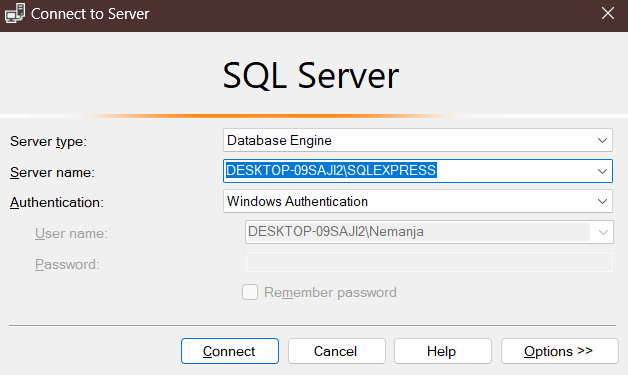 Connect to Server
SQL Server
Server type: Database Engine
Server name: DESKTOP-09SAJI2\SQLEXPRESS
Authentication: Windows Authentication
User name: DESKTOP-09SAJI2\Nemanja
Password:
Remember password
Connect Cancel Help Options >>